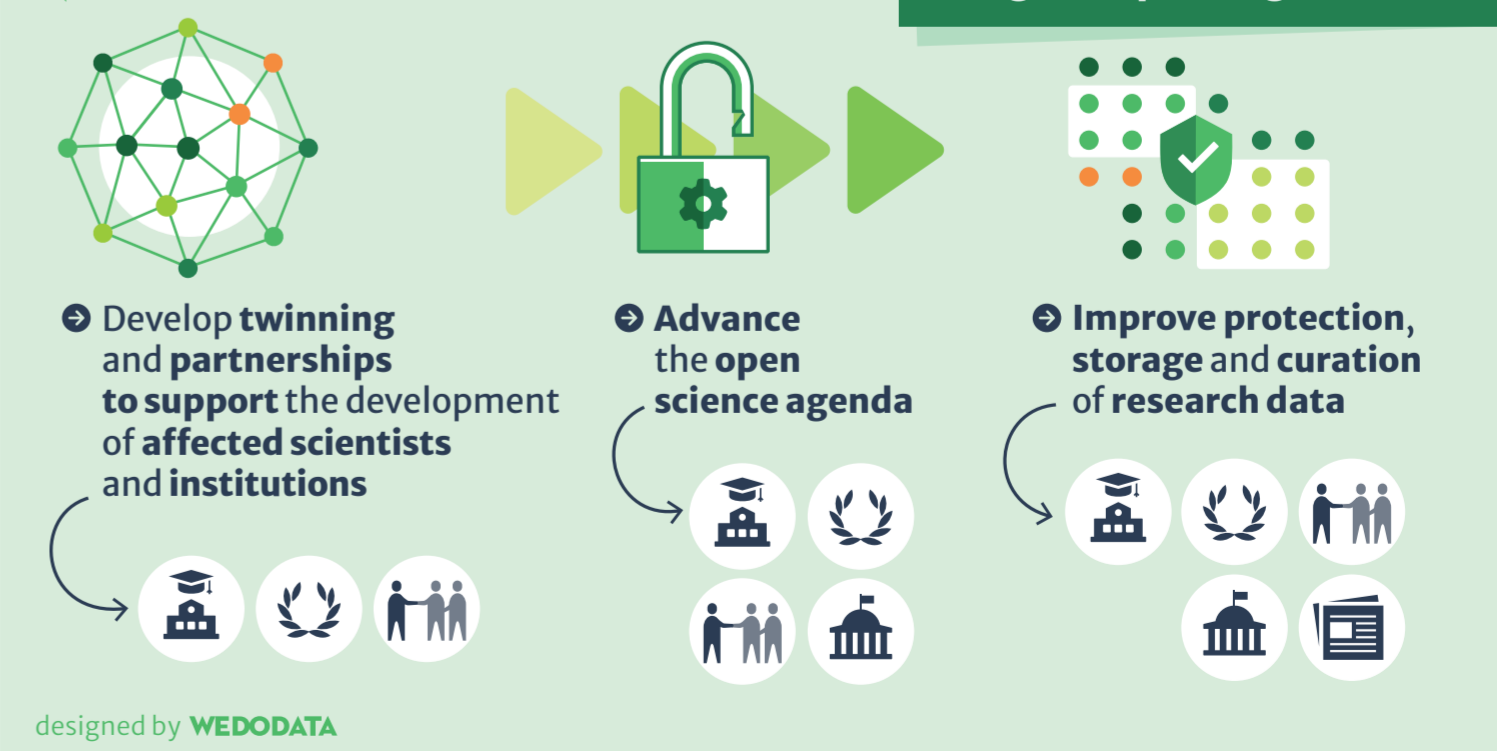 Develop twinning
and partnerships
to support the development
of affected scientists
and institutions
Advance
the open
science agenda
Improve protection,
storage and curation
of research data
designed by WEDODATA